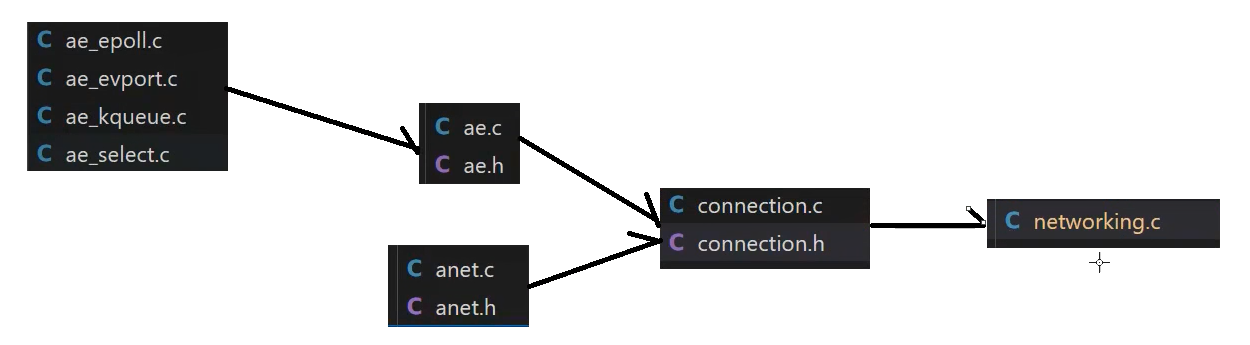 C ae_epoll.c
C ae_evport.c
C ae_kqueue.c
C ae_select.c
C ae.c
C ae.h
C anet.c
C anet.h
C connection.c
C connection.h
C networking.c